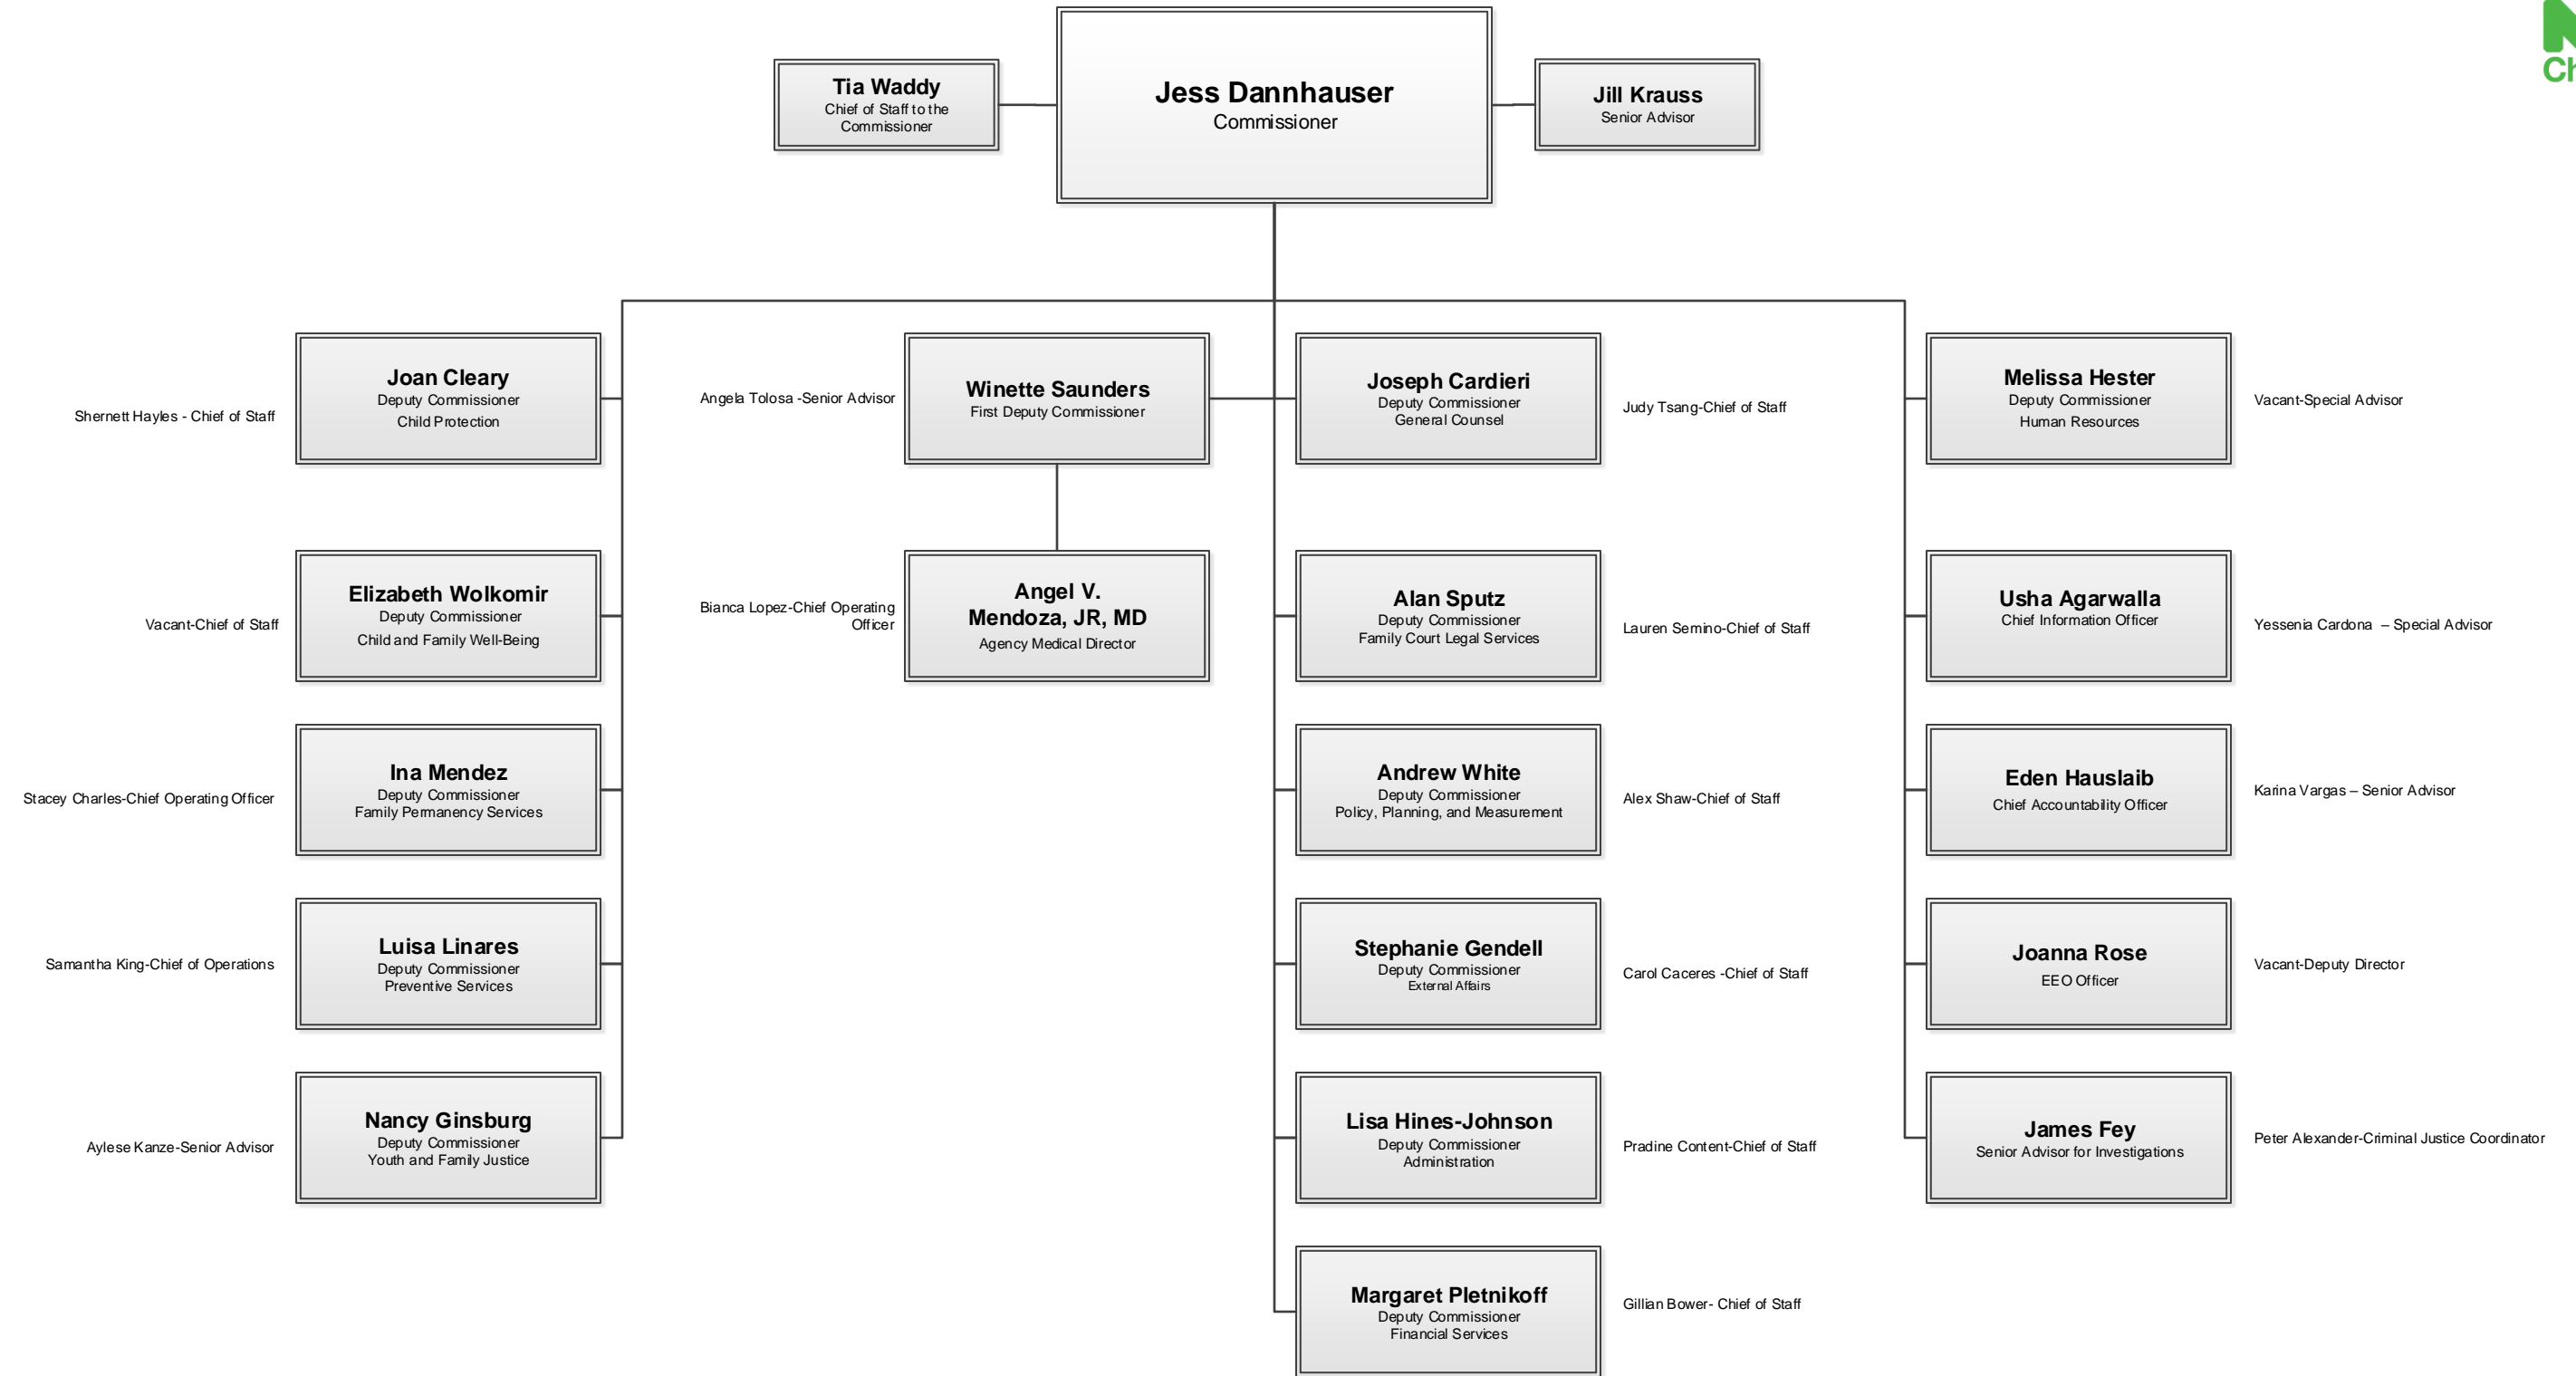 Tia Waddy
Chief of Staff to the
Commissioner
Jess Dannhauser
Commissioner
Jill Krauss
Senior Advisor
Shernett Hayles - Chief of Staff
Joan Cleary
Deputy Commissioner
Child Protection
Angela Tolosa -Senior Advisor
Winette Saunders
First Deputy Commissioner
Joseph Cardieri
Deputy Commissioner
General Counsel
Judy Tsang-Chief of Staff
Melissa Hester
Deputy Commissioner
Human Resources
Vacant-Special Advisor
Vacant-Chief of Staff
Elizabeth Wolkomir
Deputy Commissioner
Child and Family Well-Being
Bianca Lopez-Chief Operating
Officer
Angel V.
Mendoza, JR, MD
Agency Medical Director
Alan Sputz
Deputy Commissioner
Family Court Legal Services
Lauren Semino-Chief of Staff
Usha Agarwalla
Chief Information Officer
Yessenia Cardona – Special Advisor
Stacey Charles-Chief Operating Officer
Ina Mendez
Deputy Commissioner
Family Permanency Services
Andrew White
Deputy Commissioner
Policy, Planning, and Measurement
Alex Shaw-Chief of Staff
Eden Hauslaib
Chief Accountability Officer
Karina Vargas – Senior Advisor
Samantha King-Chief of Operations
Luisa Linares
Deputy Commissioner
Preventive Services
Stephanie Gendell
Deputy Commissioner
External Affairs
Carol Caceres -Chief of Staff
Joanna Rose
EEO Officer
Vacant-Deputy Director
Aylese Kanze-Senior Advisor
Nancy Ginsburg
Deputy Commissioner
Youth and Family Justice
Lisa Hines-Johnson
Deputy Commissioner
Administration
Pradine Content-Chief of Staff
James Fey
Senior Advisor for Investigations
Peter Alexander-Criminal Justice Coordinator
Margaret Pletnikoff
Deputy Commissioner
Financial Services
Gillian Bower- Chief of Staff